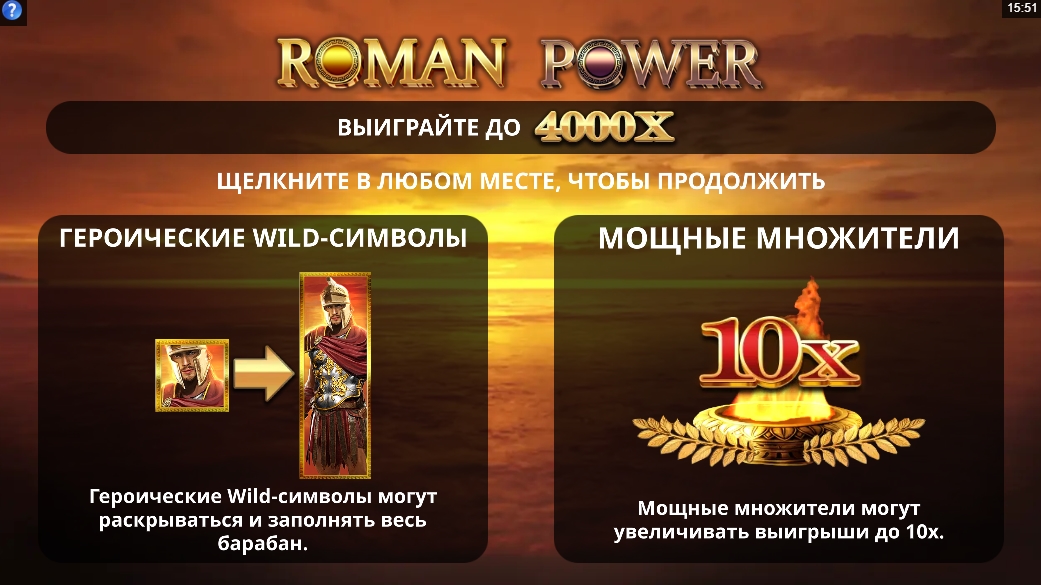 ?
15:51
ROMAN POWER
ВЫИГРАЙТЕ ДО 4000X
ЩЕЛКНИТЕ В ЛЮБОМ МЕСТЕ, ЧТОБЫ ПРОДОЛЖИТЬ
ГЕРОИЧЕСКИЕ WILD-СИМВОЛЫ
Героические Wild-символы могут
раскрываться и заполнять весь
барабан.
МОЩНЫЕ МНОЖИТЕЛИ
10x
Мощные множители могут
увеличивать выигрыши до 10x.